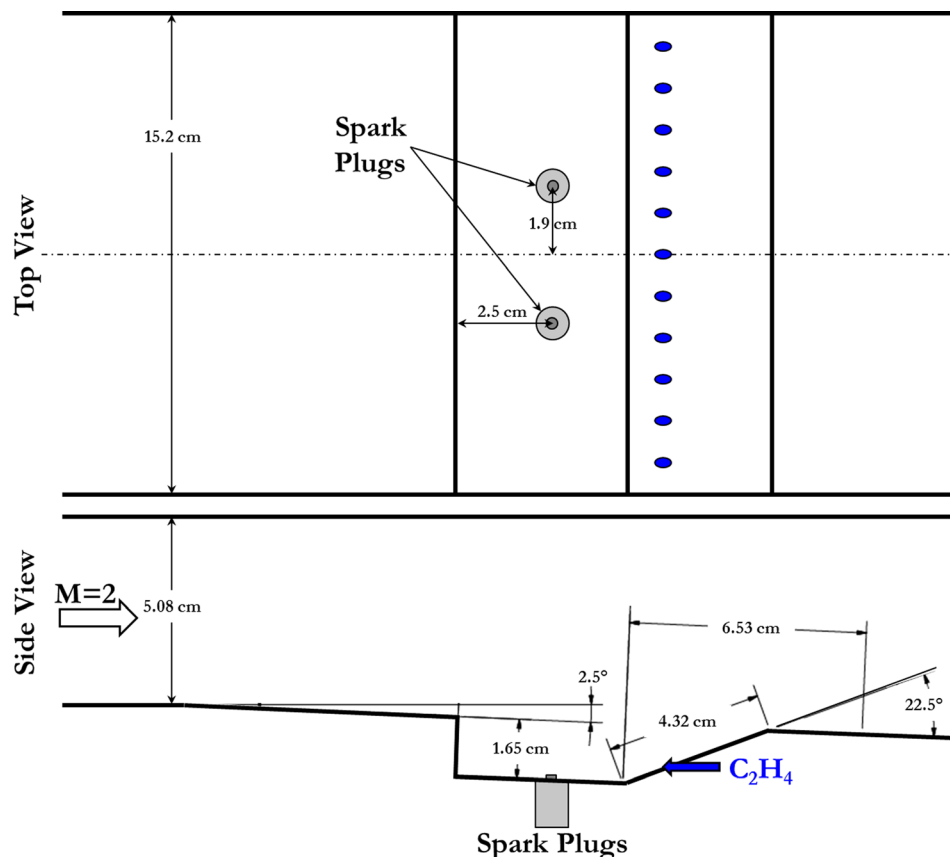 Top View
15.2 cm
Spark
Plugs
1.9 cm
2.5 cm
Side View
M=2
5.08 cm
2.5°
6.53 cm
4.32 cm
22.5°
1.65 cm
C₂H₄
Spark Plugs